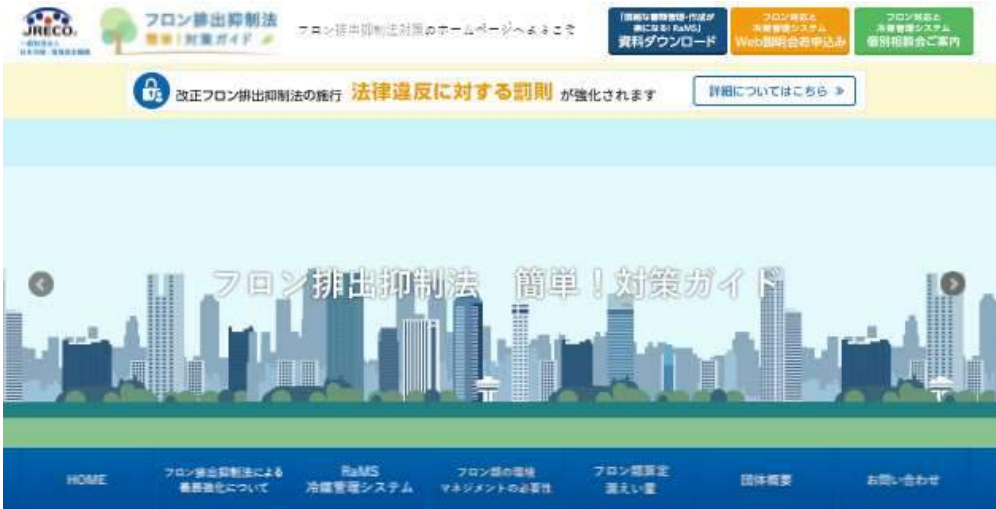 JRECO
フロン排出抑制法
簡単!対策ガイド
フロン排出抑制法対策のホームページへようこそ
資料ダウンロード
フロン対応と
冷媒管理システム
Web説明会お申込み
フロン対応と
冷媒管理システム
個別相談会ご案内
改正フロン排出抑制法の施行 法律違反に対する罰則 が強化されます
詳細についてはこちら »
フロン排出抑制法 簡単!対策ガイド
HOME
フロン排出抑制法による
義務強化について
RaMS
冷媒管理システム
フロン類の環境
マネジメントの必要性
フロン類算定
漏えい量
団体概要
お問い合わせ